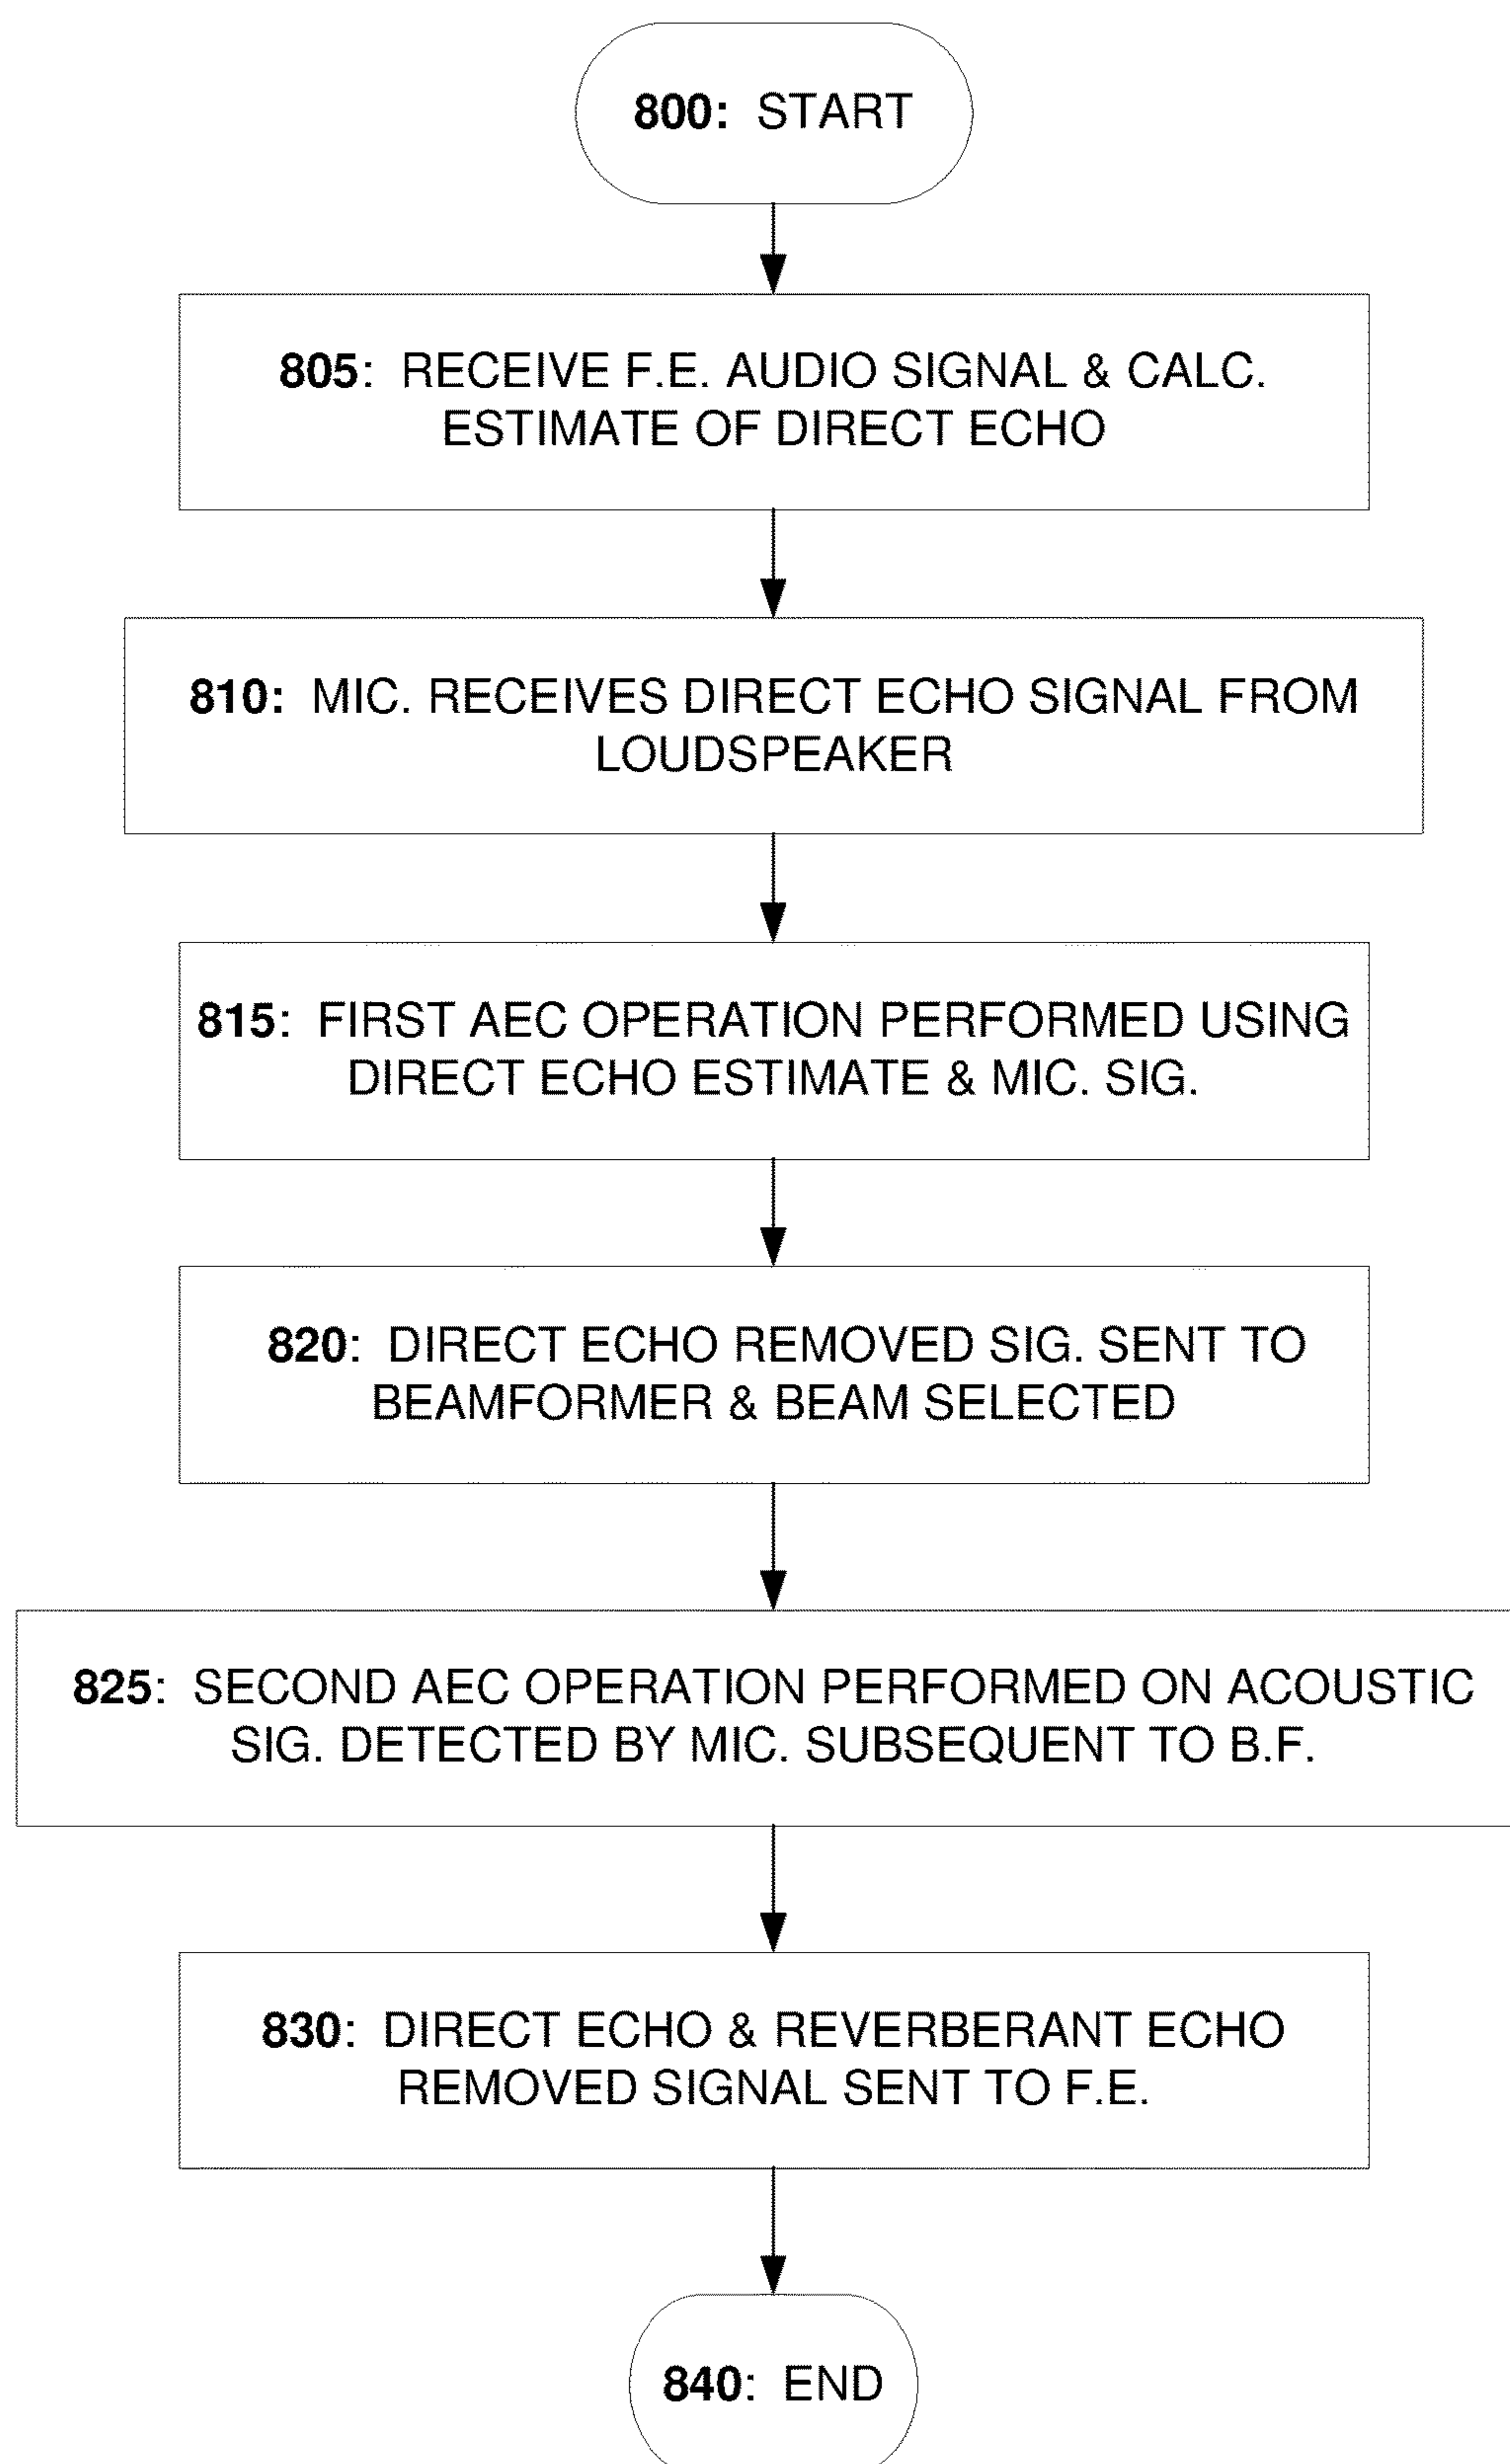 800: START
805: RECEIVE F.E. AUDIO SIGNAL & CALC.
ESTIMATE OF DIRECT ECHO
810: MIC. RECEIVES DIRECT ECHO SIGNAL FROM
LOUDSPEAKER
815: FIRST AEC OPERATION PERFORMED USING
DIRECT ECHO ESTIMATE & MIC. SIG.
820: DIRECT ECHO REMOVED SIG. SENT TO
BEAMFORMER & BEAM SELECTED
825: SECOND AEC OPERATION PERFORMED ON ACOUSTIC
SIG. DETECTED BY MIC. SUBSEQUENT TO B.F.
830: DIRECT ECHO & REVERBERANT ECHO
REMOVED SIGNAL SENT TO F.E.
840: END